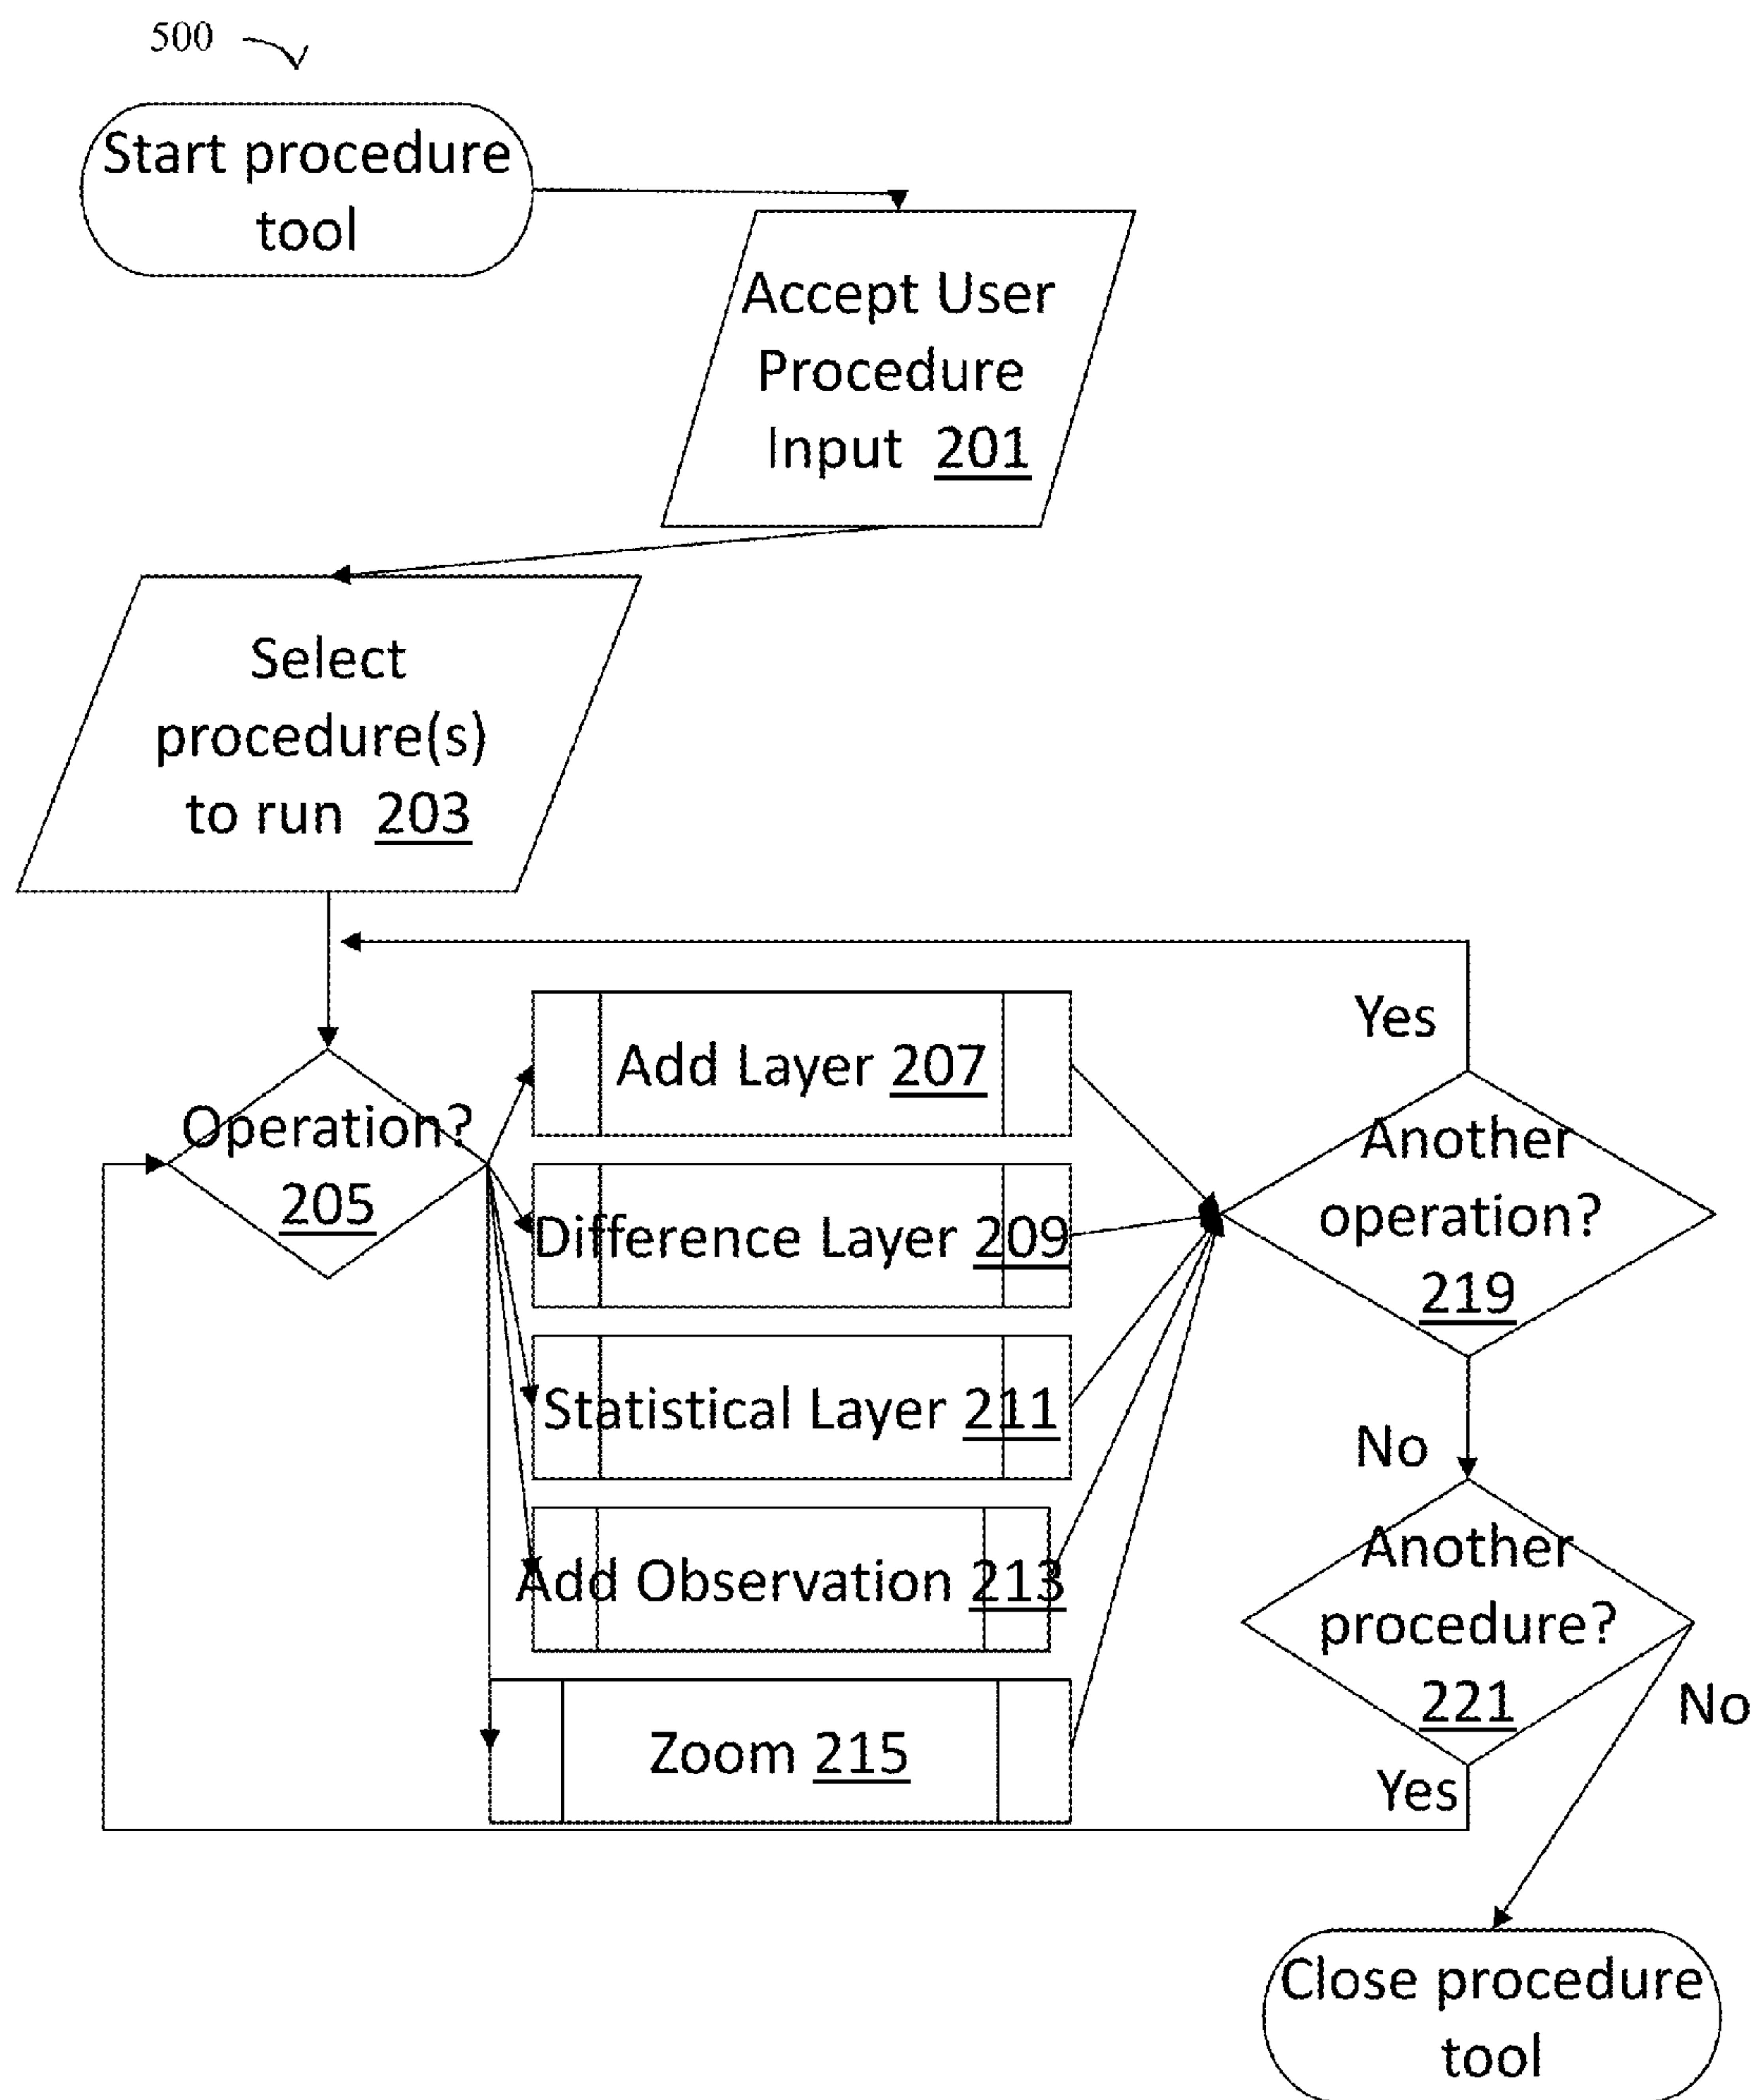 500
Start procedure
tool
Accept User
Procedure
Input 201
Select
procedure(s)
to run 203
Operation?
205
Add Layer 207
Difference Layer 209
Statistical Layer 211
Add Observation 213
Zoom 215
Yes
Another
operation?
219
No
Another
procedure?
221
No
Yes
Close procedure
tool